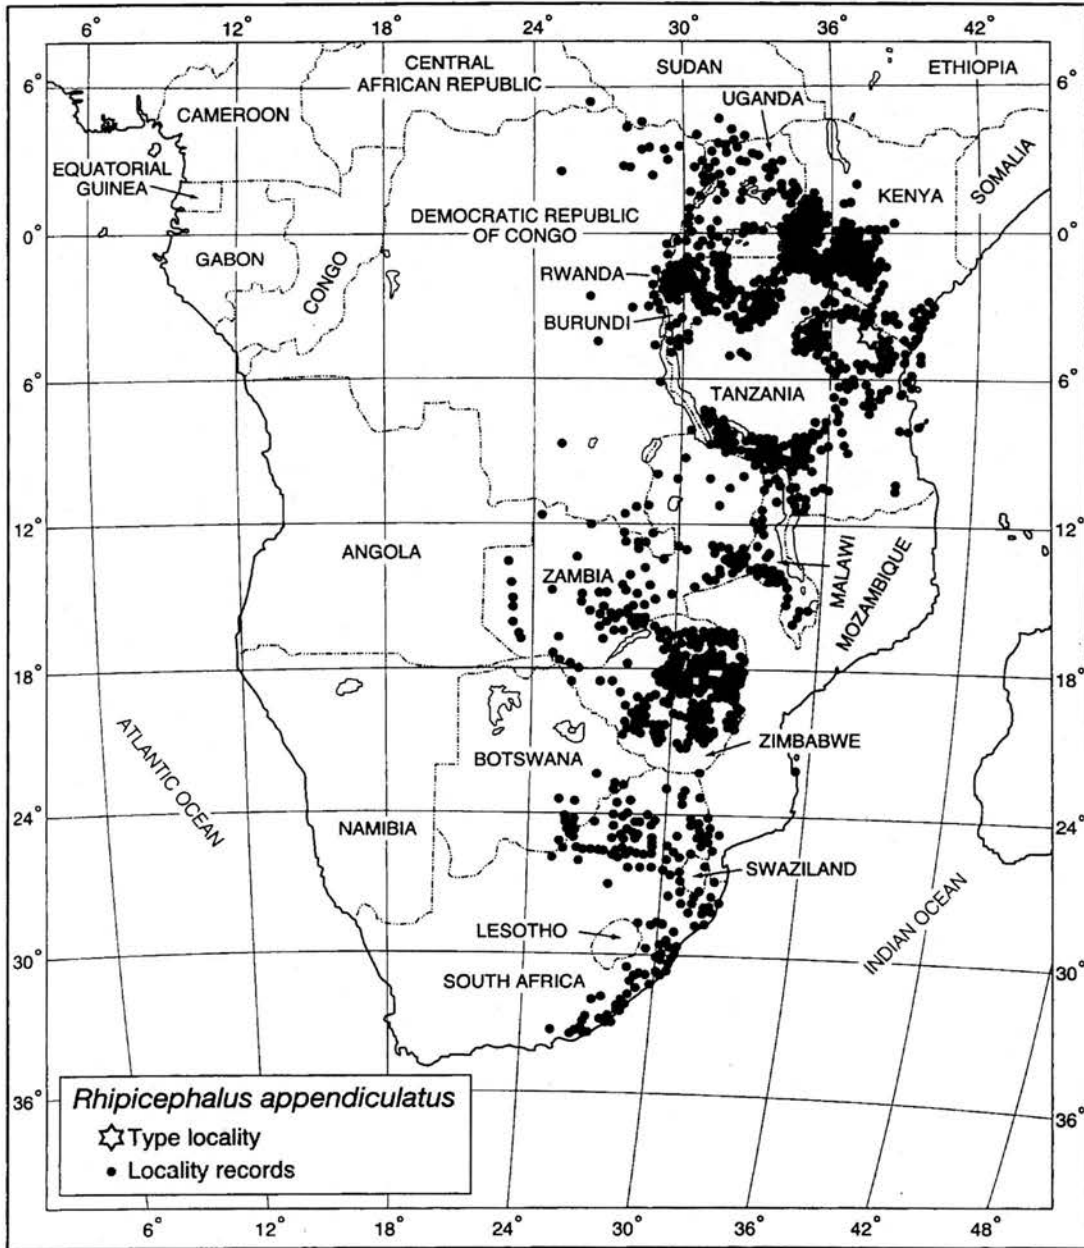 6° 12° 24° 30° 36° 42°
CENTRAL
AFRICAN REPUBLIC
SUDAN
ETHIOPIA
6°
6°
UGANDA
CAMEROON
EQUATORIAL
GUINEA
SOMALIA
KENYA
DEMOCRATIC REPUBLIC
OF CONGO
0°
0°
GABON
CONGO
RWANDA
BURUNDI
6°
6°
TANZANIA
12°
12°
ANGOLA
ZAMBIA
MALAWI
MOZAMBIQUE
18°
18°
ATLANTIC OCEAN
ZIMBABWE
BOTSWANA
24°
24°
NAMIBIA
SWAZILAND
INDIAN OCEAN
LESOTHO
30°
30°
SOUTH AFRICA
36°
36°
Rhipicephalus appendiculatus
Type locality
Locality records
6° 12° 18° 24° 30° 36° 42° 48°